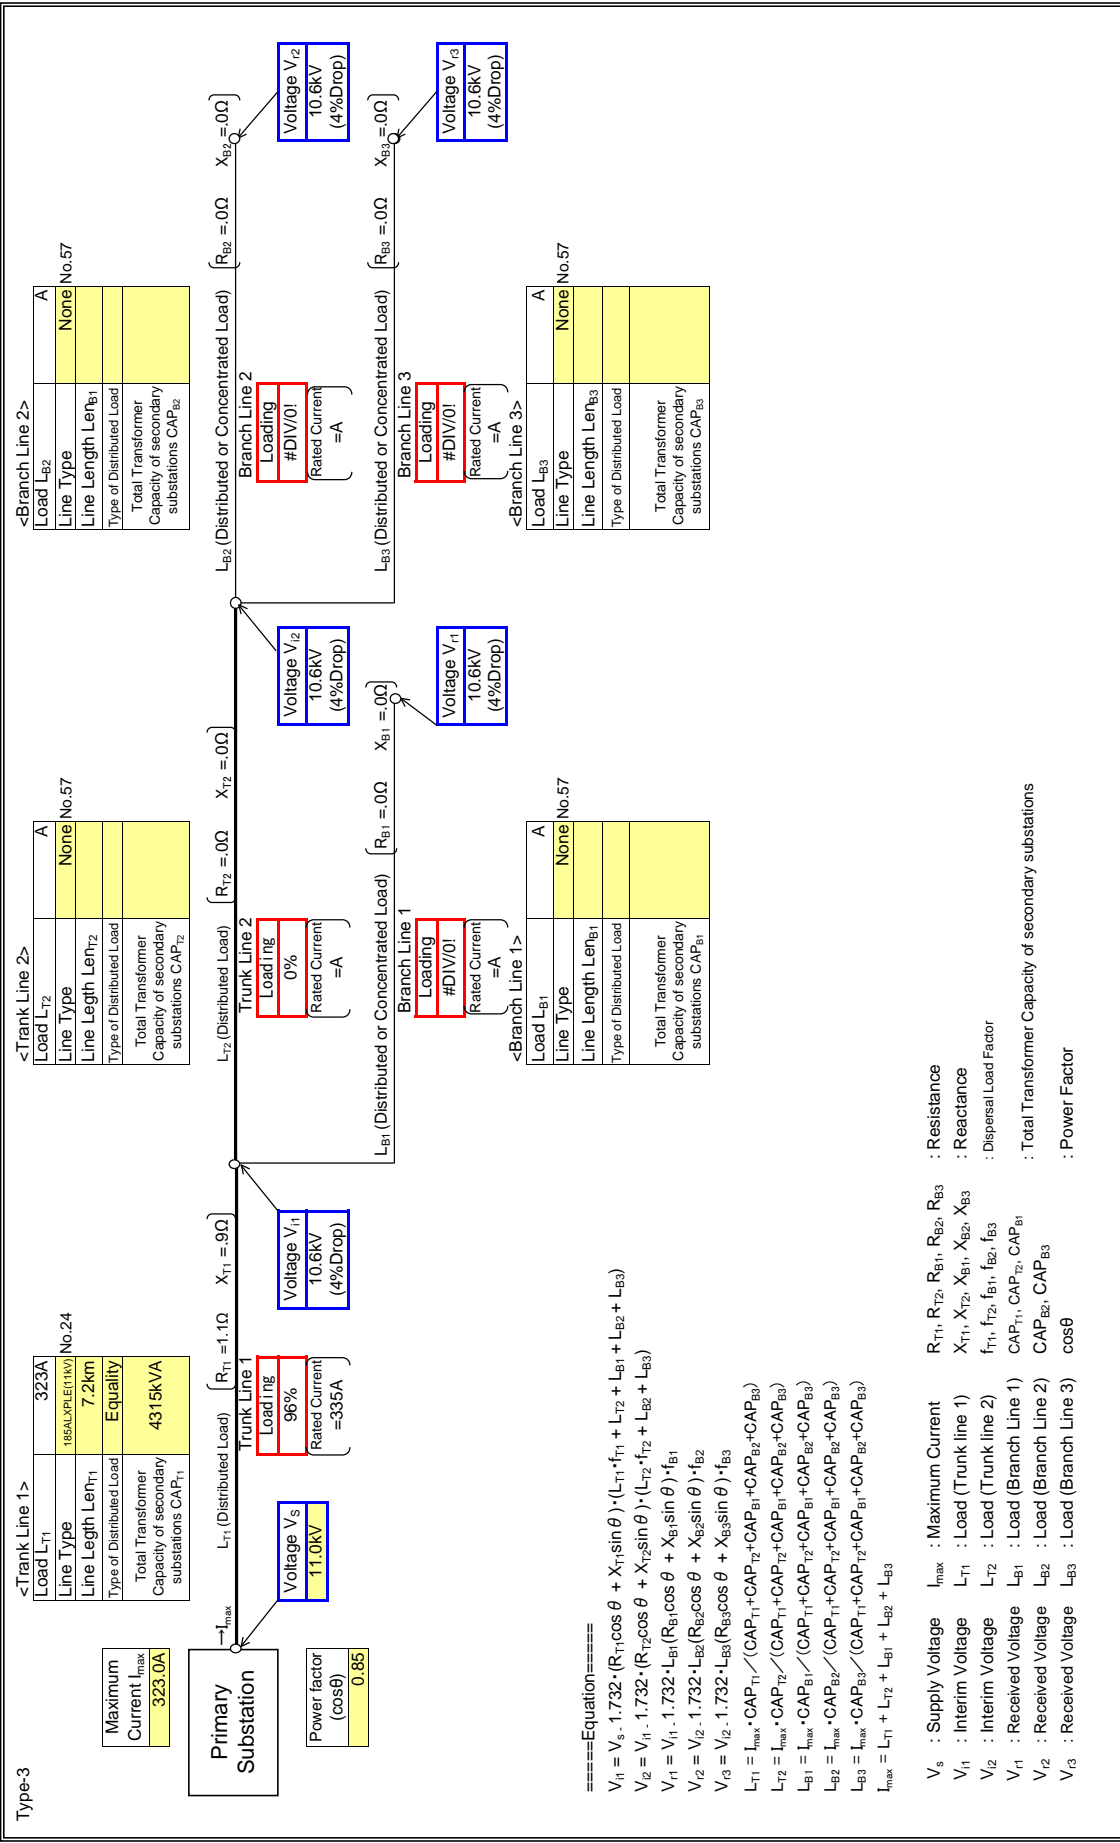 Type-3
Maximum
Current Imax
323.0A
Power factor
(cosθ)
0.85
Primary
Substation
→Imax
Voltage Vs
11.0kV
<Trank Line 1>
Load LT1 323A
Line Type 185ALXPLE(11kV) No.24
Line Legth LenT1 7.2km
Type of Distributed Load Equality
Total Transformer
Capacity of secondary
substations CAPT1 4315kVA
LT1 (Distributed Load) RT1 =1.1Ω XT1 =.9Ω
Trunk Line 1
Loading
96%
Rated Current
=335A
Voltage Vi1
10.6kV
(4%Drop)
<Trank Line 2>
Load LT2 A
Line Type None No.57
Line Legth LenT2
Type of Distributed Load
Total Transformer
Capacity of secondary
substations CAPT2
LT2 (Distributed Load) RT2 =.0Ω XT2 =.0Ω
Trunk Line 2
Loading
0%
Rated Current
=A
Voltage Vi2
10.6kV
(4%Drop)
LB1 (Distributed or Concentrated Load) RB1 =.0Ω XB1 =.0Ω
Branch Line 1
Loading
#DIV/0!
Rated Current
=A
Voltage Vr1
10.6kV
(4%Drop)
<Branch Line 1>
Load LB1 A
Line Type None No.57
Line Length LenB1
Type of Distributed Load
Total Transformer
Capacity of secondary
substations CAPB1
<Branch Line 2>
Load LB2 A
Line Type None No.57
Line Length LenB1
Type of Distributed Load
Total Transformer
Capacity of secondary
substations CAPB2
LB2 (Distributed or Concentrated Load) RB2 =.0Ω XB2 =.0Ω
Branch Line 2
Loading
#DIV/0!
Rated Current
=A
Voltage Vr2
10.6kV
(4%Drop)
LB3 (Distributed or Concentrated Load) RB3 =.0Ω XB3 =.0Ω
Branch Line 3
Loading
#DIV/0!
Rated Current
=A
Voltage Vr3
10.6kV
(4%Drop)
<Branch Line 3>
Load LB3 A
Line Type None No.57
Line Length LenB3
Type of Distributed Load
Total Transformer
Capacity of secondary
substations CAPB3
=====Equation=====
Vi1 = Vs - 1.732・(RT1cos θ + XT1sin θ)・(LT1・fT1 + LT2 + LB1 + LB2 + LB3)
Vi2 = Vi1 - 1.732・(RT2cos θ + XT2sin θ)・(LT2・fT2 + LB2 + LB3)
Vr1 = Vi1 - 1.732・LB1(RB1cos θ + XB1sin θ)・fB1
Vr2 = Vi2 - 1.732・LB2(RB2cos θ + XB2sin θ)・fB2
Vr3 = Vi2 - 1.732・LB3(RB3cos θ + XB3sin θ)・fB3
LT1 = Imax・CAPT1／(CAPT1+CAPT2+CAPB1+CAPB2+CAPB3)
LT2 = Imax・CAPT2／(CAPT1+CAPT2+CAPB1+CAPB2+CAPB3)
LB1 = Imax・CAPB1／(CAPT1+CAPT2+CAPB1+CAPB2+CAPB3)
LB2 = Imax・CAPB2／(CAPT1+CAPT2+CAPB1+CAPB2+CAPB3)
LB3 = Imax・CAPB3／(CAPT1+CAPT2+CAPB1+CAPB2+CAPB3)
Imax = LT1 + LT2 + LB1 + LB2 + LB3
Vs : Supply Voltage Imax : Maximum Current RT1, RT2, RB1, RB2, RB3 : Resistance
Vi1 : Interim Voltage LT1 : Load (Trunk line 1) XT1, XT2, XB1, XB2, XB3 : Reactance
Vi2 : Interim Voltage LT2 : Load (Trunk line 2) fT1, fT2, fB1, fB2, fB3 : Dispersal Load Factor
Vr1 : Received Voltage LB1 : Load (Branch Line 1) CAPT1, CAPT2, CAPB1
Vr2 : Received Voltage LB2 : Load (Branch Line 2) CAPB2, CAPB3 : Total Transformer Capacity of secondary substations
Vr3 : Received Voltage LB3 : Load (Branch Line 3) cosθ : Power Factor